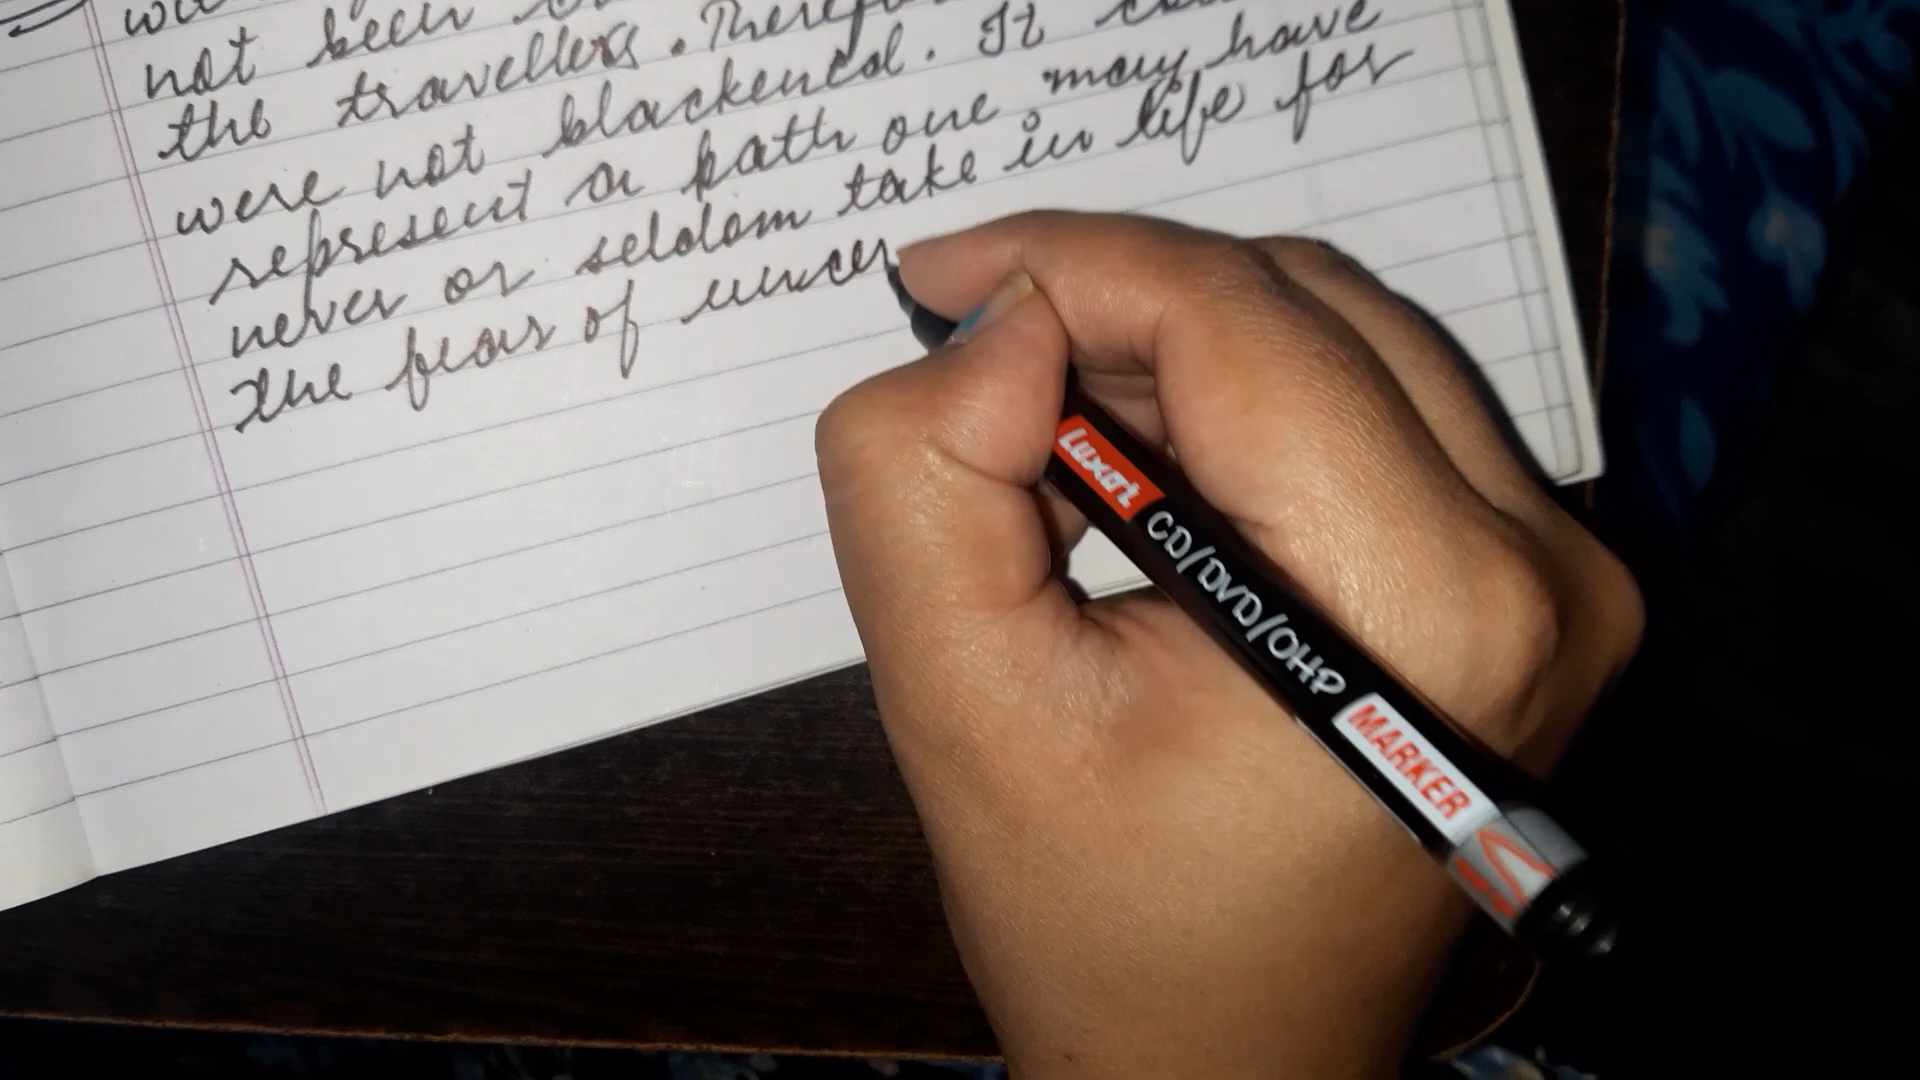 not been
the travellers. Therefo
were not blackened. It
represent a path one may have
never or seldom take in life for
the fear of uncer
Luxor CD/DVD/OHP MARKER